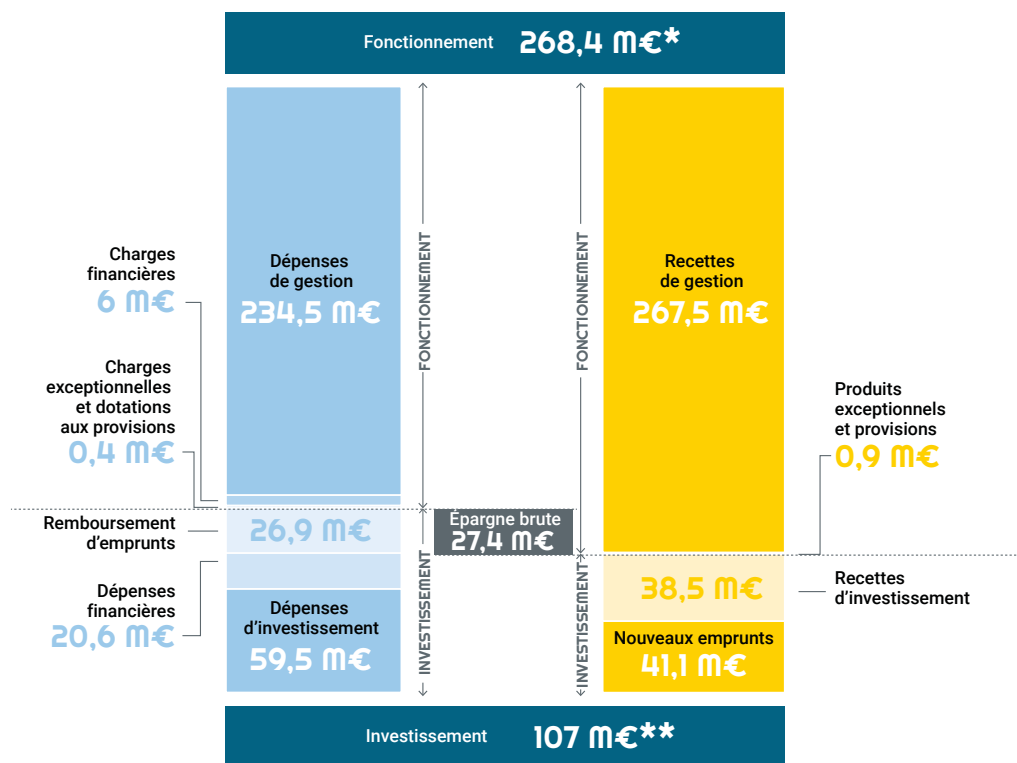 Fonctionnement 268,4 M€*
Charges
financières
6 M€
Charges
exceptionnelles
et dotations
aux provisions
0,4 M€
Remboursement
d'emprunts
Dépenses
financières
20,6 M€
Dépenses
de gestion
234,5 M€
26,9 M€
Dépenses
d'investissement
59,5 M€
FONCTIONNEMENT
INVESTISSEMENT
Épargne brute
27,4 M€
FONCTIONNEMENT
INVESTISSEMENT
Recettes
de gestion
267,5 M€
38,5 M€
Nouveaux emprunts
41,1 M€
Produits
exceptionnels
et provisions
0,9 M€
Recettes
d'investissement
Investissement 107 M€**